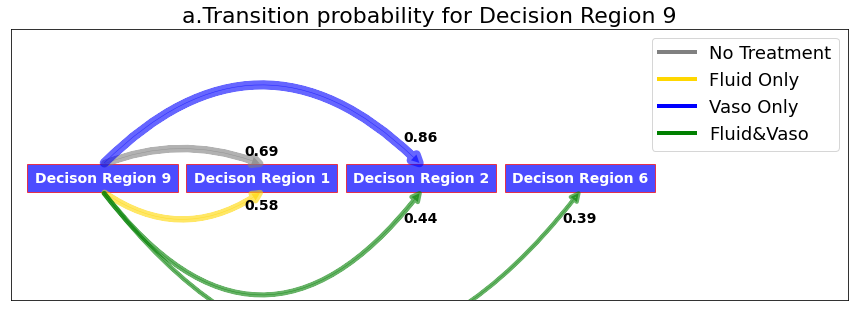 a.Transition probability for Decision Region 9
No Treatment
Fluid Only
Vaso Only
Fluid&Vaso
0.86
0.69
Decison Region 9
Decison Region 1
Decison Region 2
Decison Region 6
0.58
0.44
0.39